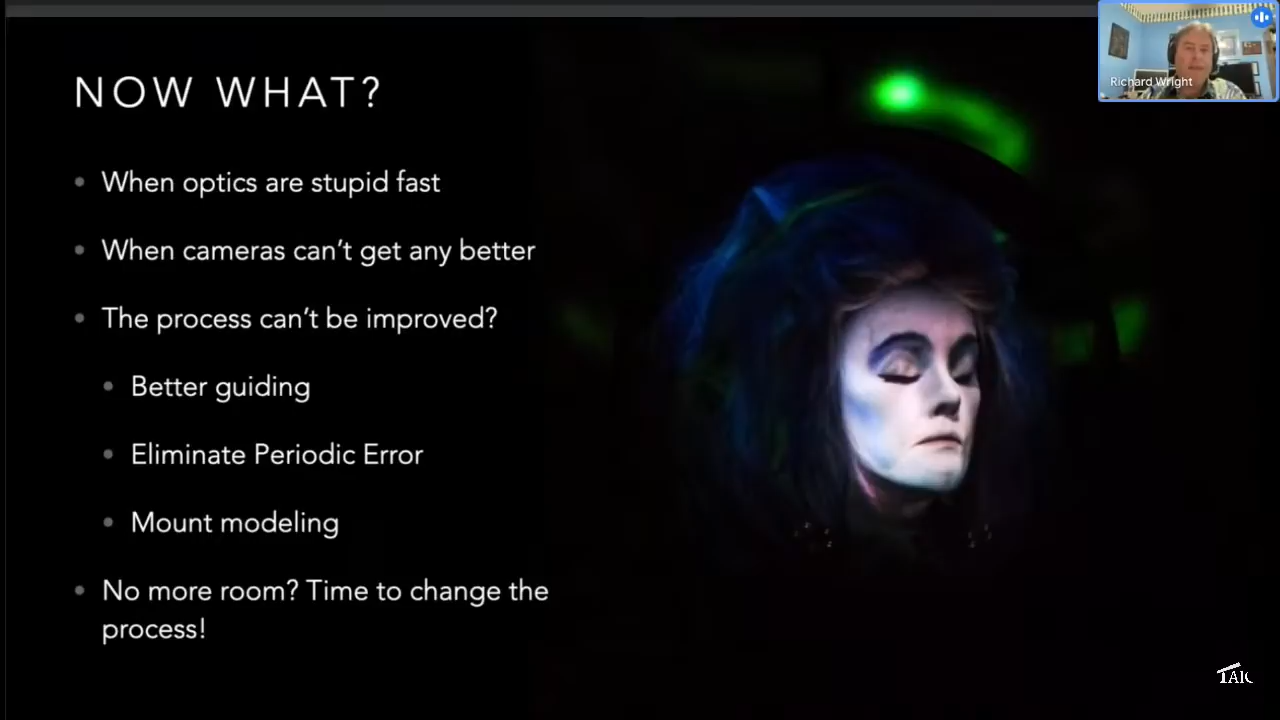 NOW WHAT?
Richard Wright
• When optics are stupid fast
• When cameras can't get any better
• The process can't be improved?
• Better guiding
• Eliminate Periodic Error
• Mount modeling
• No more room? Time to change the
process!
TAIC